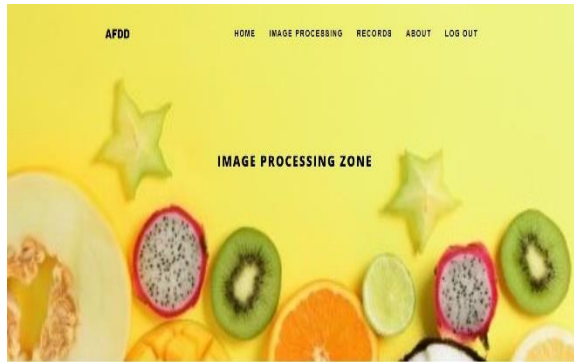 AFDD HOME IMAGE PROCESSING RECORDS ABOUT LOG OUT
IMAGE PROCESSING ZONE